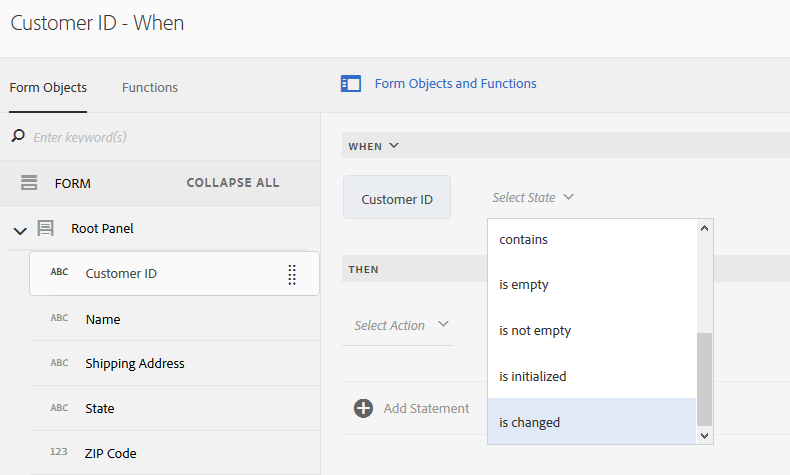 Customer ID - When
Form Objects
Functions
Form Objects and Functions
Enter keyword(s)
FORM
COLLAPSE ALL
Root Panel
ABC Customer ID
ABC Name
ABC Shipping Address
ABC State
123 ZIP Code
WHEN
Customer ID
Select State
contains
is empty
is not empty
is initialized
is changed
THEN
Select Action
Add Statement